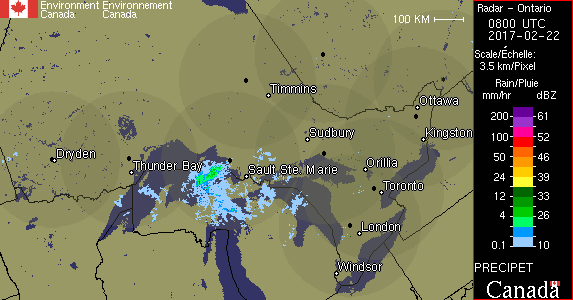 Environment Environnement
Canada Canada
100 KM
Timmins
Ottawa
Sudbury
Kingston
Dryden
Thunder Bay
Sault Ste. Marie
Orillia
Toronto
London
Windsor
Radar - Ontario
0800 UTC
2017-02-22
Scale/Échelle:
3.5 km/Pixel
Rain/Pluie
mm/hr dBZ
200 61
100 52
50 46
24 39
12 33
4 26
0.1 10
PRECIPET
Canada